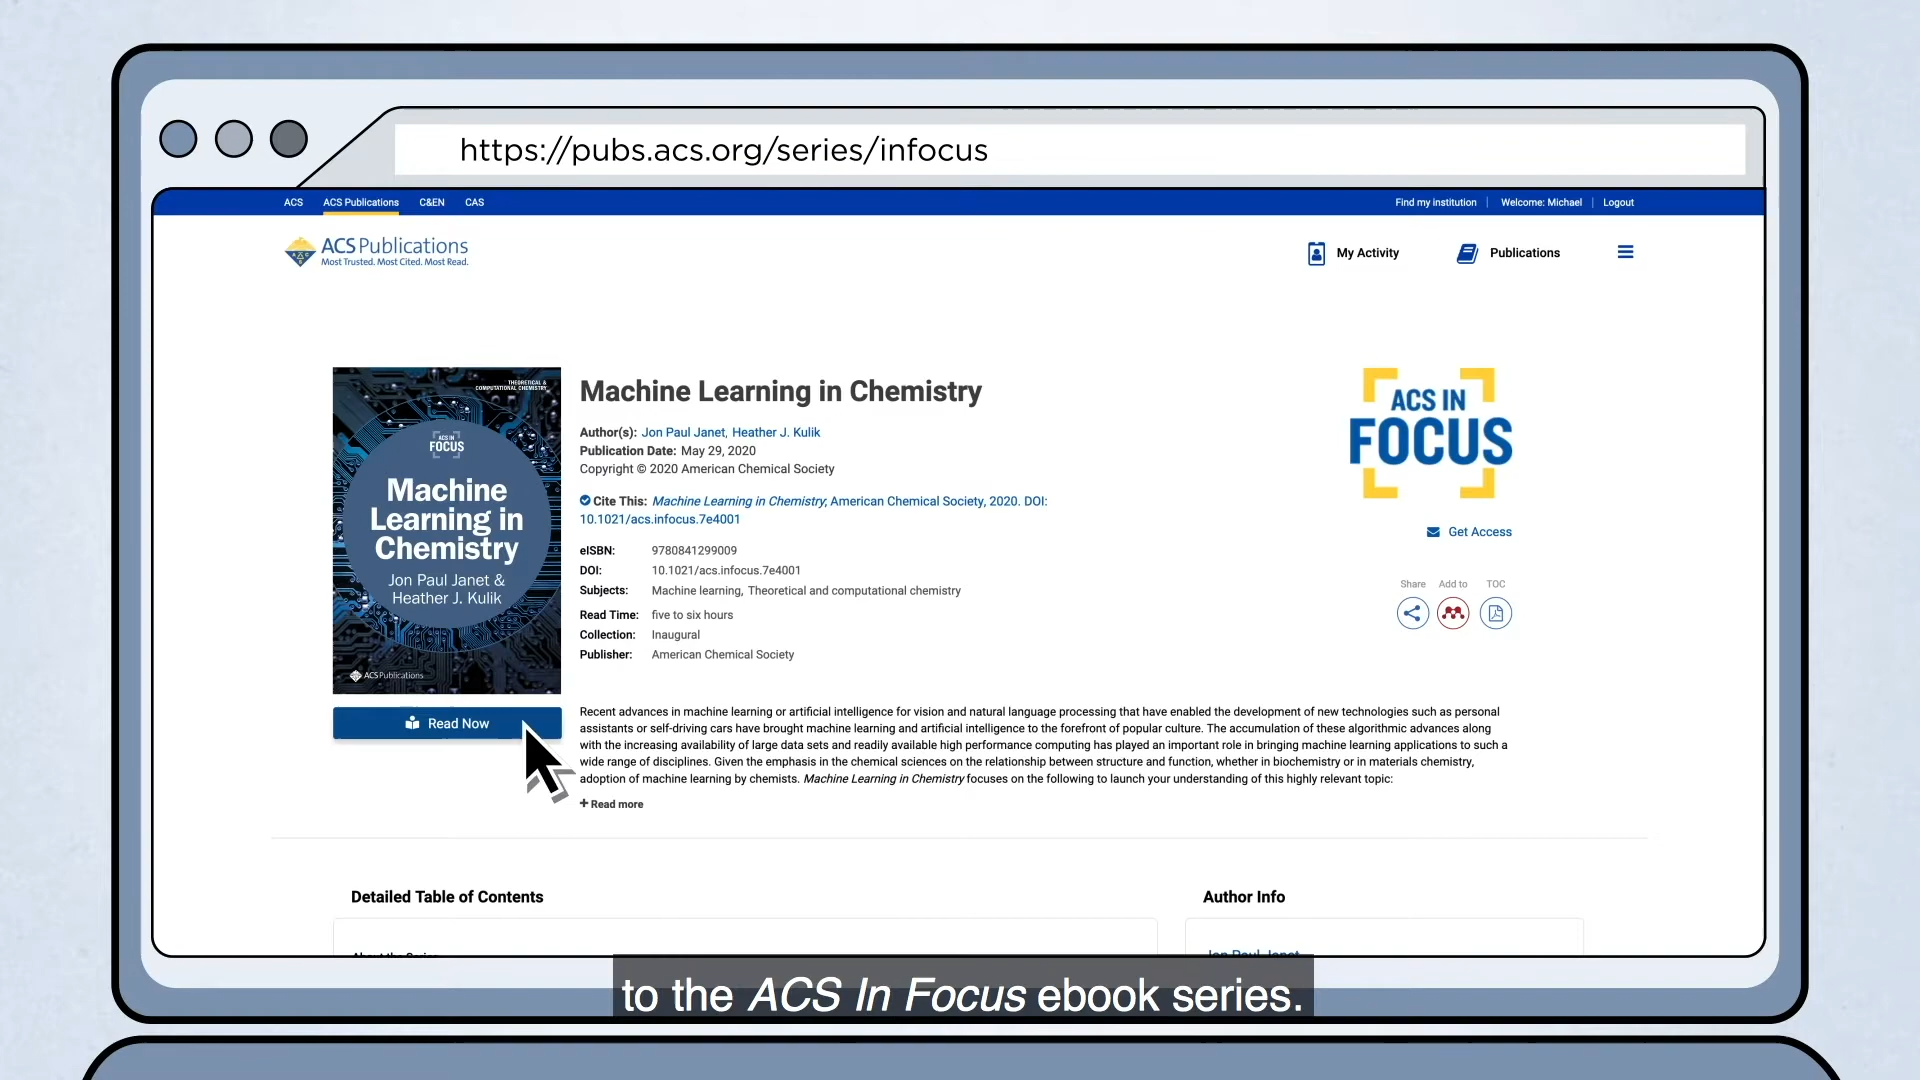 https://pubs.acs.org/series/infocus
ACS ACS Publications C&EN CAS Find my institution Welcome: Michael Logout
ACS Publications
Most Trusted. Most Cited. Most Read.
My Activity Publications
THEORETICAL &
COMPUTATIONAL CHEMISTRY
ACS IN
FOCUS
Machine
Learning in
Chemistry
Jon Paul Janet &
Heather J. Kulik
ACS Publications
Read Now
Machine Learning in Chemistry
Author(s): Jon Paul Janet, Heather J. Kulik
Publication Date: May 29, 2020
Copyright © 2020 American Chemical Society
Cite This: Machine Learning in Chemistry, American Chemical Society, 2020. DOI:
10.1021/acs.infocus.7e4001
eISBN: 9780841299009
DOI: 10.1021/acs.infocus.7e4001
Subjects: Machine learning, Theoretical and computational chemistry
Read Time: five to six hours
Collection: Inaugural
Publisher: American Chemical Society
ACS IN
FOCUS
Get Access
Share Add to TOC
Recent advances in machine learning or artificial intelligence for vision and natural language processing that have enabled the development of new technologies such as personal
assistants or self-driving cars have brought machine learning and artificial intelligence to the forefront of popular culture. The accumulation of these algorithmic advances along
with the increasing availability of large data sets and readily available high performance computing has played an important role in bringing machine learning applications to such a
wide range of disciplines. Given the emphasis in the chemical sciences on the relationship between structure and function, whether in biochemistry or in materials chemistry,
adoption of machine learning by chemists. Machine Learning in Chemistry focuses on the following to launch your understanding of this highly relevant topic:
+ Read more
Detailed Table of Contents
Author Info
About the Series
Jon Paul Janet
to the ACS In Focus ebook series.